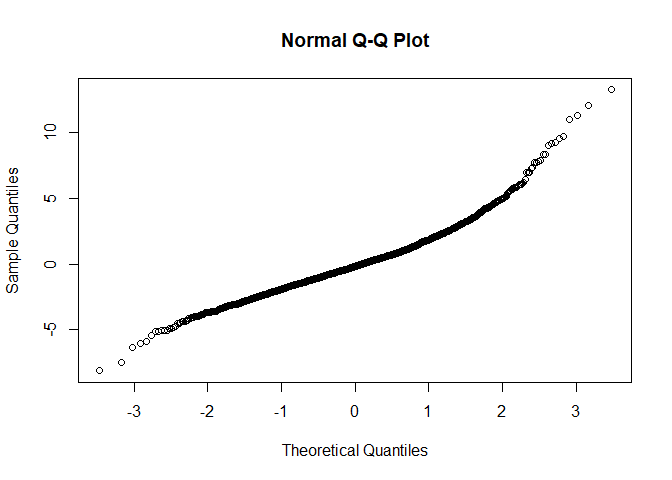 Normal Q-Q Plot
Sample Quantiles
10
5
0
-5
-3 -2 -1 0 1 2 3
Theoretical Quantiles